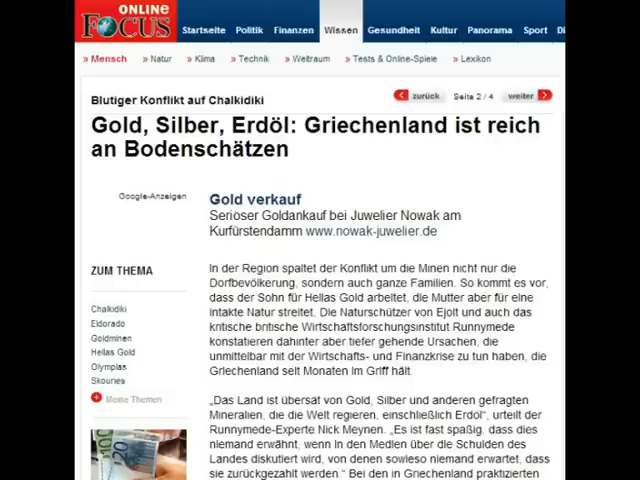 ONLINE
FOCUS
Startseite Politik Finanzen Wissen Gesundheit Kultur Panorama Sport Di
» Mensch » Natur » Klima » Technik » Weltraum » Tests & Online-Spiele » Lexikon
Blutiger Konflikt auf Chalkidiki
zurück Seite 2 / 4 weiter
Gold, Silber, Erdöl: Griechenland ist reich
an Bodenschätzen
Google-Anzeigen
Gold verkauf
Seriöser Goldankauf bei Juwelier Nowak am
Kurfürstendamm www.nowak-juwelier.de
ZUM THEMA
Chalkidiki
Eldorado
Goldminen
Hellas Gold
Olympias
Skouries
Meine Themen
In der Region spaltet der Konflikt um die Minen nicht nur die
Dorfbevölkerung, sondern auch ganze Familien. So kommt es vor,
dass der Sohn für Hellas Gold arbeitet, die Mutter aber für eine
intakte Natur streitet. Die Naturschützer von Ejolt und auch das
kritische britische Wirtschaftsforschungsinstitut Runnymede
konstatieren dahinter aber tiefer gehende Ursachen, die
unmittelbar mit der Wirtschafts- und Finanzkrise zu tun haben, die
Griechenland seit Monaten im Griff hält.
„Das Land ist übersät von Gold, Silber und anderen gefragten
Mineralien, die die Welt regieren, einschließlich Erdöl“, urteilt der
Runnymede-Experte Nick Meynen. „Es ist fast spaßig, dass dies
niemand erwähnt, wenn In den Medien über die Schulden des
Landes diskutiert wird, von denen sowieso niemand erwartet, dass
sie zurückgezahlt werden.“ Bei den in Griechenland praktizierten